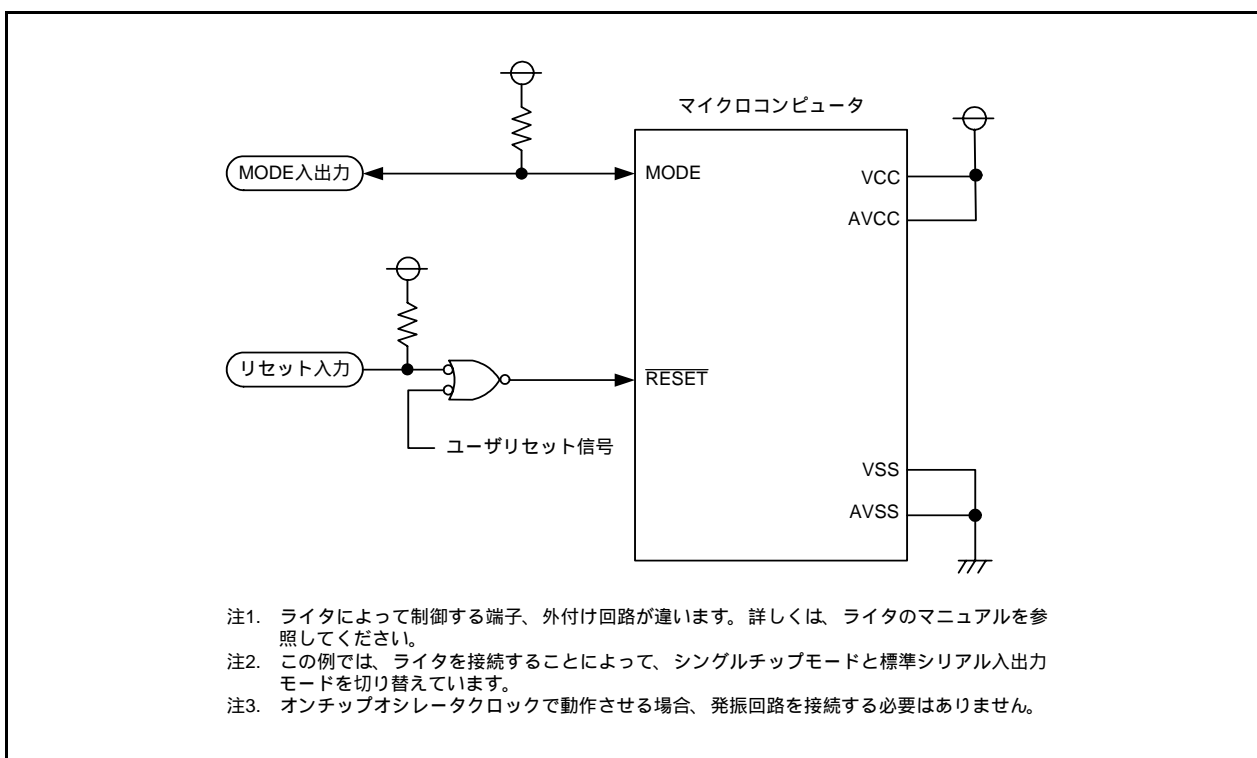 マイクロコンピュータ
MODE入出力
MODE
VCC
AVCC
リセット入力
RESET
ユーザリセット信号
VSS
AVSS
注1. ライタによって制御する端子、外付け回路が違います。詳しくは、ライタのマニュアルを参
照してください。
注2. この例では、ライタを接続することによって、シングルチップモードと標準シリアル入出力
モードを切り替えています。
注3. オンチップオシレータクロックで動作させる場合、発振回路を接続する必要はありません。